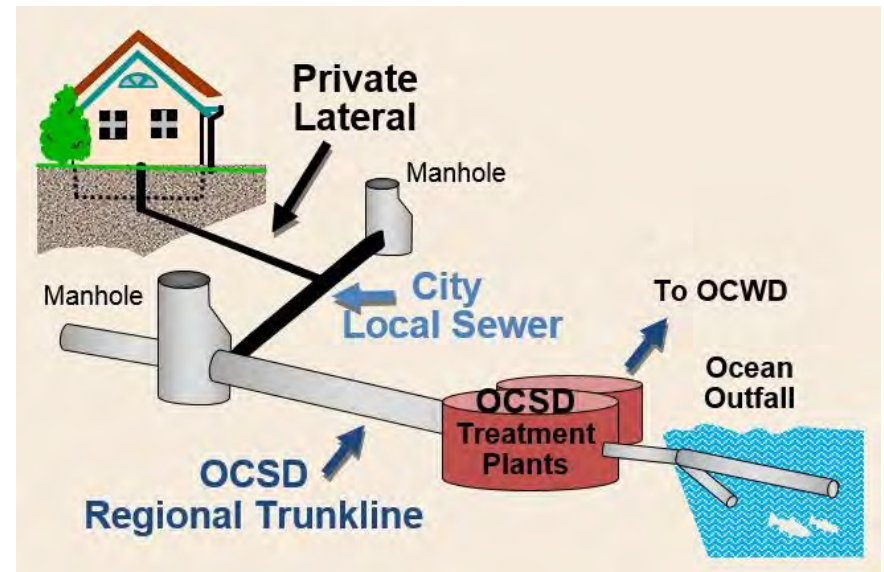 Private
Lateral
Manhole
Manhole
City
Local Sewer
To OCWD
Ocean
Outfall
OCSD
Treatment
Plants
OCSD
Regional Trunkline